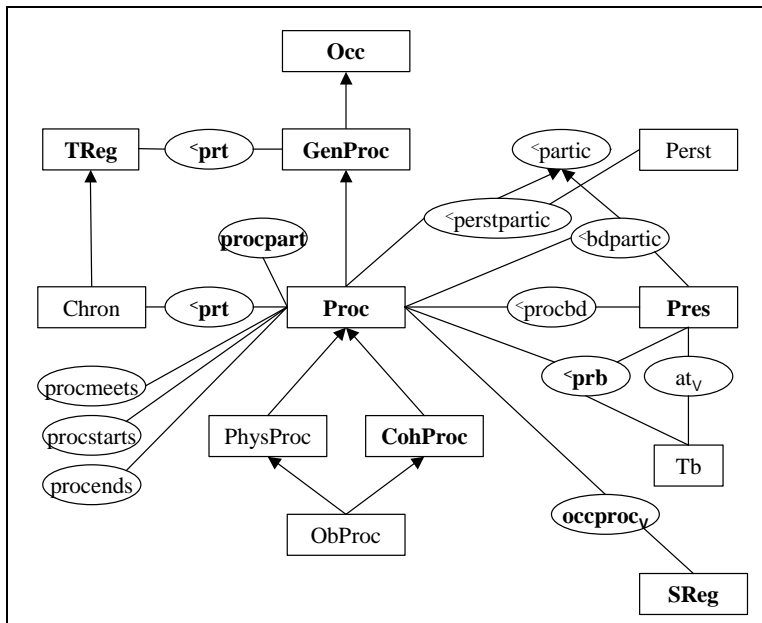 Occ
TReg
<prt
GenProc
<partic
Perst
<perstpartic
procpart
<bdpartic
Chron
<prt
Proc
<procbd
Pres
procmeets
<prb
atV
procstarts
PhysProc
CohProc
procends
Tb
occprocV
ObProc
SReg